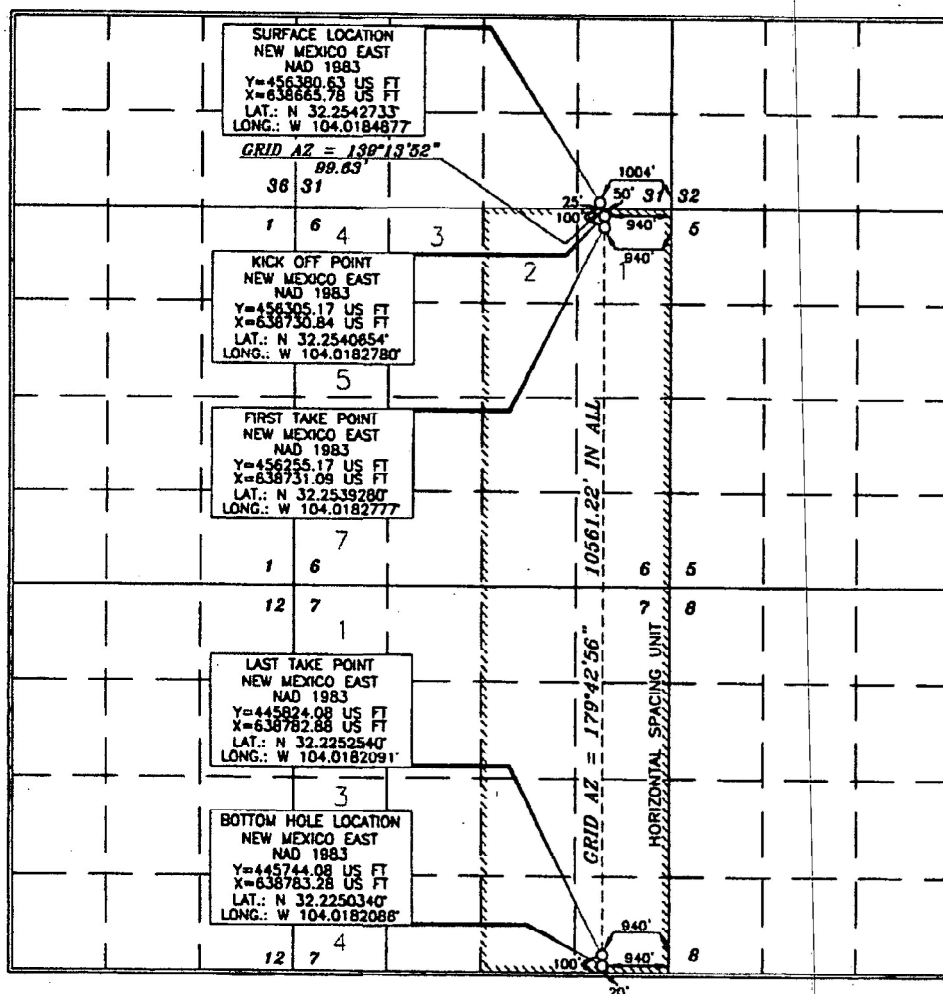 SURFACE LOCATION
NEW MEXICO EAST
NAD 1983
Y=456380.63 US FT
X=638665.78 US FT
LAT.: N 32.2542733°
LONG.: W 104.0184877°
GRID AZ = 139°13'52"
99.63'
1004'
36 31
25' 50' 31 32
100' 940'
1 6 4 3 5
940'
2 1
KICK OFF POINT
NEW MEXICO EAST
NAD 1983
Y=456305.17 US FT
X=638730.84 US FT
LAT.: N 32.2540654°
LONG.: W 104.0182780°
5
FIRST TAKE POINT
NEW MEXICO EAST
NAD 1983
Y=456255.17 US FT
X=638731.09 US FT
LAT.: N 32.2539280°
LONG.: W 104.0182777°
7
GRID AZ = 179°42'56" 10561.22' IN ALL
HORIZONTAL SPACING UNIT
1 6 6 5
12 7 7 8
1
LAST TAKE POINT
NEW MEXICO EAST
NAD 1983
Y=445824.08 US FT
X=638782.88 US FT
LAT.: N 32.2252540°
LONG.: W 104.0182091°
3
BOTTOM HOLE LOCATION
NEW MEXICO EAST
NAD 1983
Y=445744.08 US FT
X=638783.28 US FT
LAT.: N 32.2250340°
LONG.: W 104.0182086°
4
940'
12 7 100' 940' 8
20'